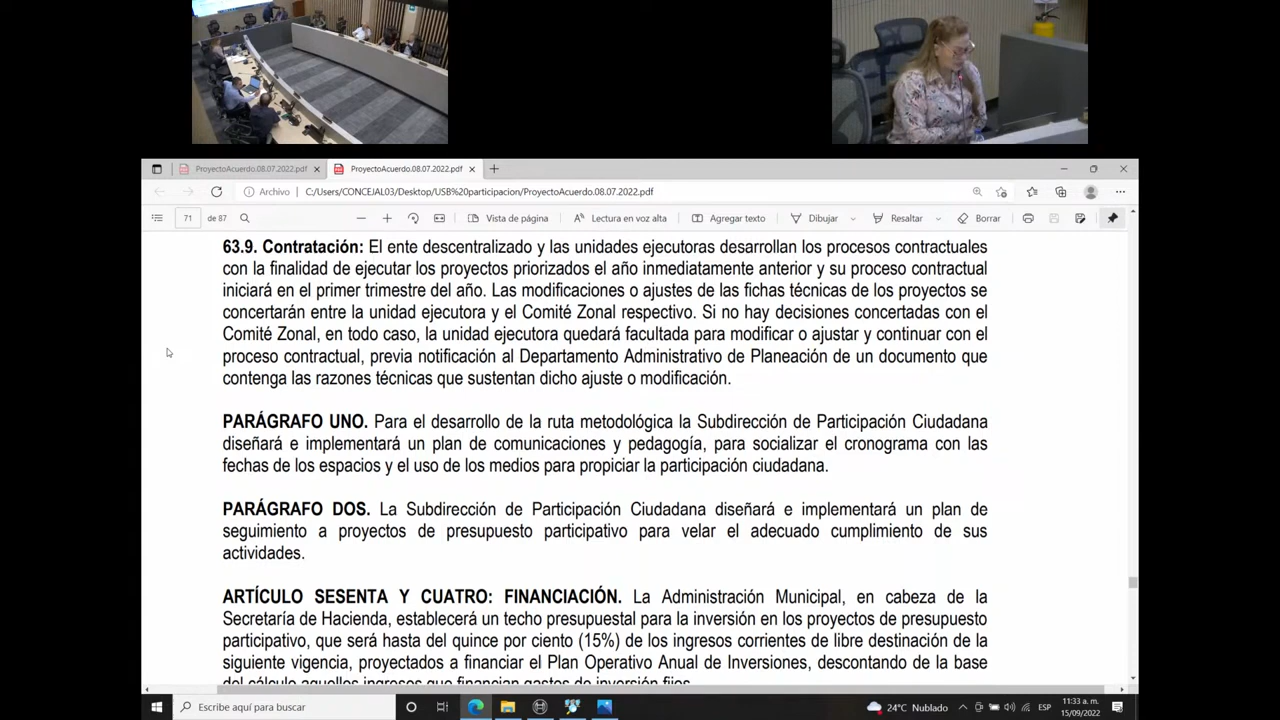 ProyectoAcuerdo.08.07.2022.pdf
ProyectoAcuerdo.08.07.2022.pdf
Archivo
C:/Users/CONCEJAL03/Desktop/USB%20participacion/ProyectoAcuerdo.08.07.2022.pdf
71 de 87
Vista de página
Lectura en voz alta
Agregar texto
Dibujar
Resaltar
Borrar
63.9. Contratación: El ente descentralizado y las unidades ejecutoras desarrollan los procesos contractuales
con la finalidad de ejecutar los proyectos priorizados el año inmediatamente anterior y su proceso contractual
iniciará en el primer trimestre del año. Las modificaciones o ajustes de las fichas técnicas de los proyectos se
concertarán entre la unidad ejecutora y el Comité Zonal respectivo. Si no hay decisiones concertadas con el
Comité Zonal, en todo caso, la unidad ejecutora quedará facultada para modificar o ajustar y continuar con el
proceso contractual, previa notificación al Departamento Administrativo de Planeación de un documento que
contenga las razones técnicas que sustentan dicho ajuste o modificación.
PARÁGRAFO UNO. Para el desarrollo de la ruta metodológica la Subdirección de Participación Ciudadana
diseñará e implementará un plan de comunicaciones y pedagogía, para socializar el cronograma con las
fechas de los espacios y el uso de los medios para propiciar la participación ciudadana.
PARÁGRAFO DOS. La Subdirección de Participación Ciudadana diseñará e implementará un plan de
seguimiento a proyectos de presupuesto participativo para velar el adecuado cumplimiento de sus
actividades.
ARTÍCULO SESENTA Y CUATRO: FINANCIACIÓN. La Administración Municipal, en cabeza de la
Secretaría de Hacienda, establecerá un techo presupuestal para la inversión en los proyectos de presupuesto
participativo, que será hasta del quince por ciento (15%) de los ingresos corrientes de libre destinación de la
siguiente vigencia, proyectados a financiar el Plan Operativo Anual de Inversiones, descontando de la base
del cálculo aquellos ingresos que financian gastos de inversión fijos.
Escribe aquí para buscar
24°C Nublado
ESP
11:33 a. m.
15/09/2022